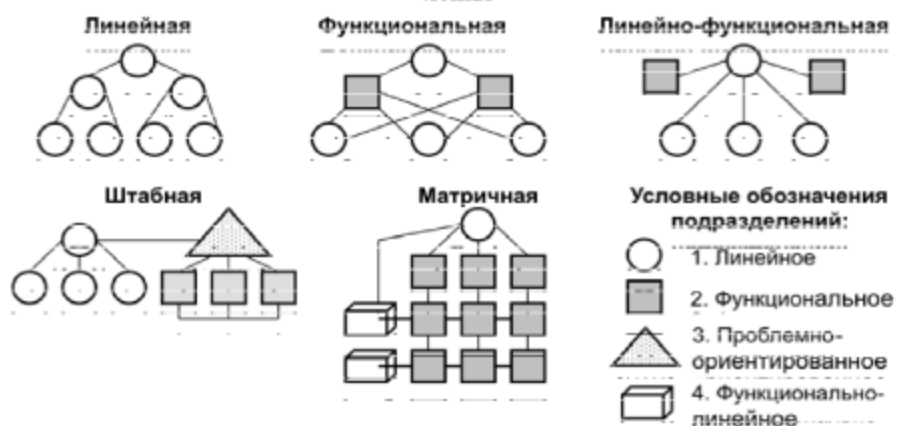 Линейная
Функциональная
Линейно-функциональная
Штабная
Матричная
Условные обозначения
подразделений:
1. Линейное
2. Функциональное
3. Проблемно-
ориентированное
4. Функционально-
линейное